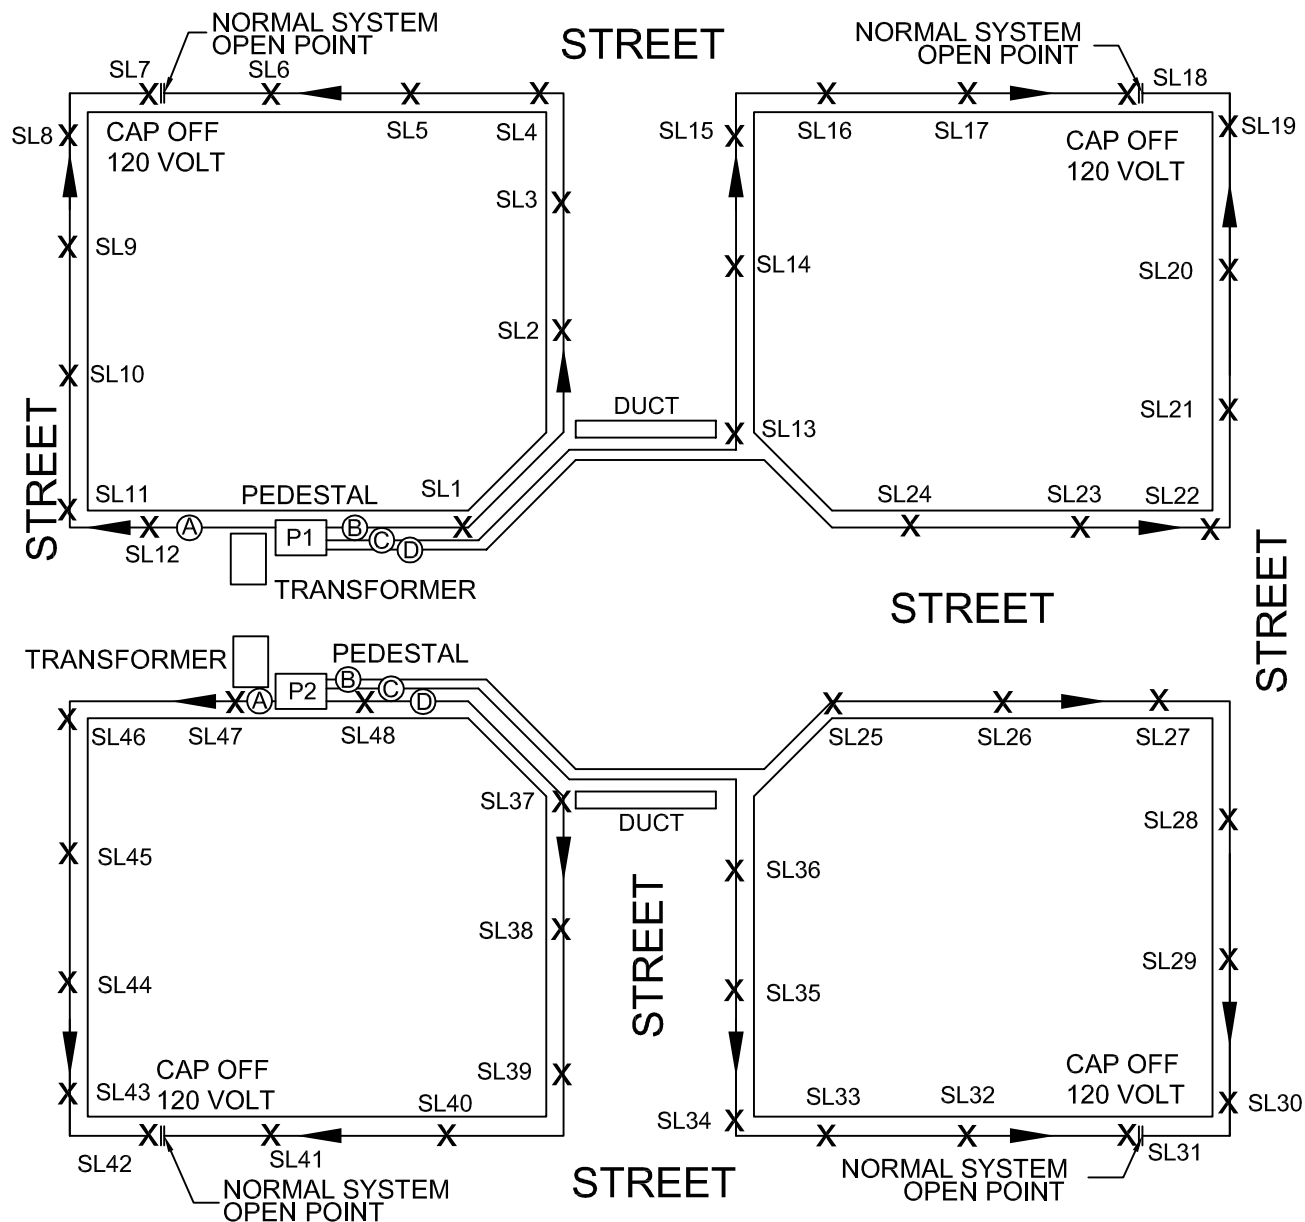 NORMAL SYSTEM
OPEN POINT
STREET
NORMAL SYSTEM
OPEN POINT
SL7
SL6
SL18
SL8
CAP OFF
120 VOLT
SL5
SL4
SL15
SL16
SL17
CAP OFF
120 VOLT
SL19
SL3
SL9
SL14
SL20
SL2
SL10
DUCT
SL21
SL13
STREET
SL11
PEDESTAL
SL1
SL24
SL23
SL22
A
P1
B
C
D
SL12
TRANSFORMER
STREET
STREET
TRANSFORMER
PEDESTAL
P2
A
B
C
D
SL46
SL47
SL48
SL25
SL26
SL27
SL37
DUCT
SL28
SL45
SL36
SL38
STREET
SL29
SL44
SL35
CAP OFF
120 VOLT
SL39
CAP OFF
120 VOLT
SL43
SL40
SL34
SL33
SL32
SL30
SL42
SL41
SL31
NORMAL SYSTEM
OPEN POINT
STREET
NORMAL SYSTEM
OPEN POINT